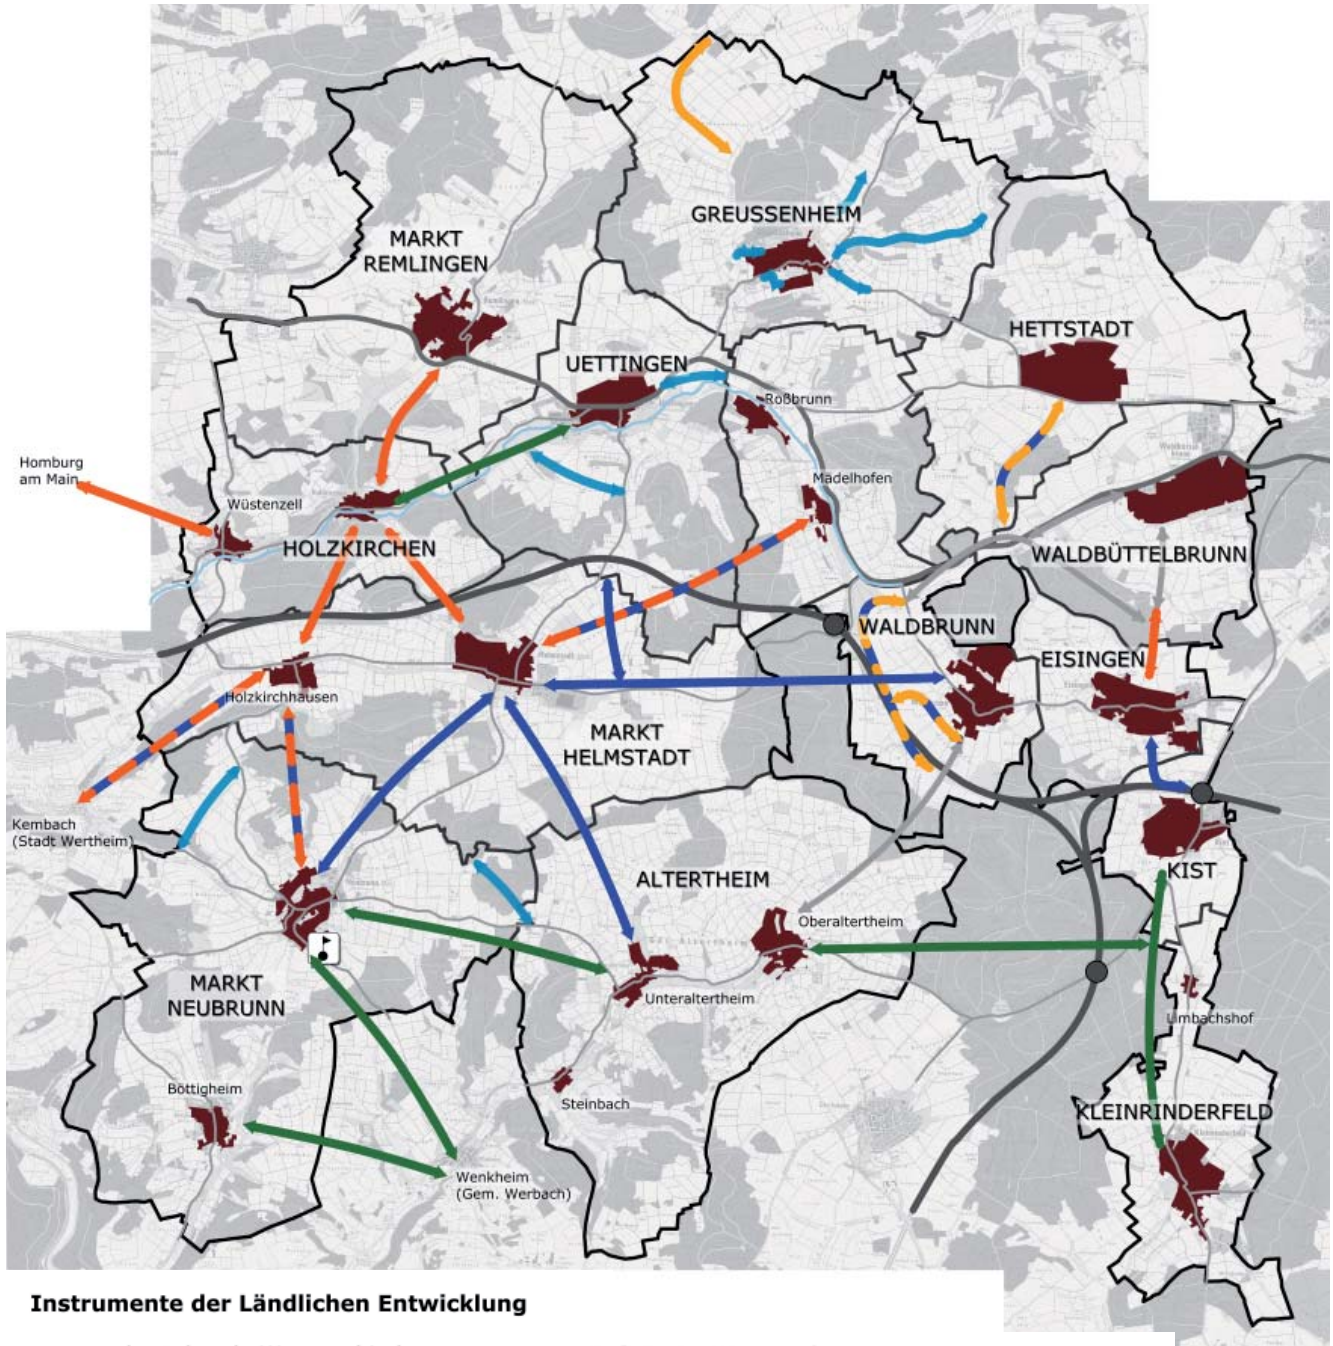 GREUSSENHEIM
MARKT
REMLINGEN
HETTSTADT
UETTINGEN
Roßbrunn
Homburg
am Main
Mädelhofen
Wüstenzell
HOLZKIRCHEN
WALDBÜTTELBRUNN
WALDBRUNN
EISINGEN
Holzkirchhausen
MARKT
HELMSTADT
Kembach
(Stadt Wertheim)
KIST
ALTERTHEIM
Oberaltertheim
MARKT
NEUBRUNN
Unteraltertheim
Limbachshof
Böttigheim
Steinbach
KLEINRINDERFELD
Wenkheim
(Gem. Werbach)
Instrumente der Ländlichen Entwicklung